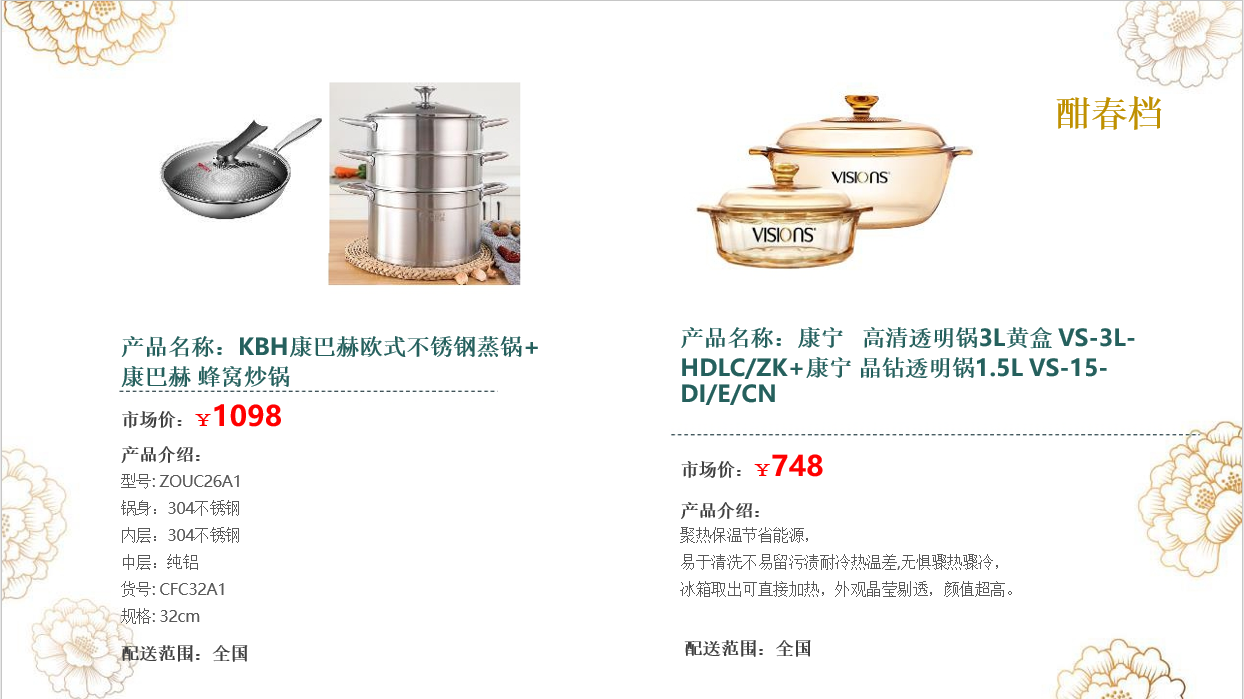 酣春档
VISIONS
VISIONS
产品名称：KBH康巴赫欧式不锈钢蒸锅+
康巴赫 蜂窝炒锅
市场价：￥1098
产品介绍：
型号: ZOUC26A1
锅身：304不锈钢
内层：304不锈钢
中层：纯铝
货号: CFC32A1
规格: 32cm
配送范围：全国
产品名称：康宁 高清透明锅3L黄盒 VS-3L-
HDLC/ZK+康宁 晶钻透明锅1.5L VS-15-
DI/E/CN
市场价：￥748
产品介绍：
聚热保温节省能源，
易于清洗不易留污渍耐冷热温差,无惧骤热骤冷，
冰箱取出可直接加热，外观晶莹剔透，颜值超高。
配送范围：全国